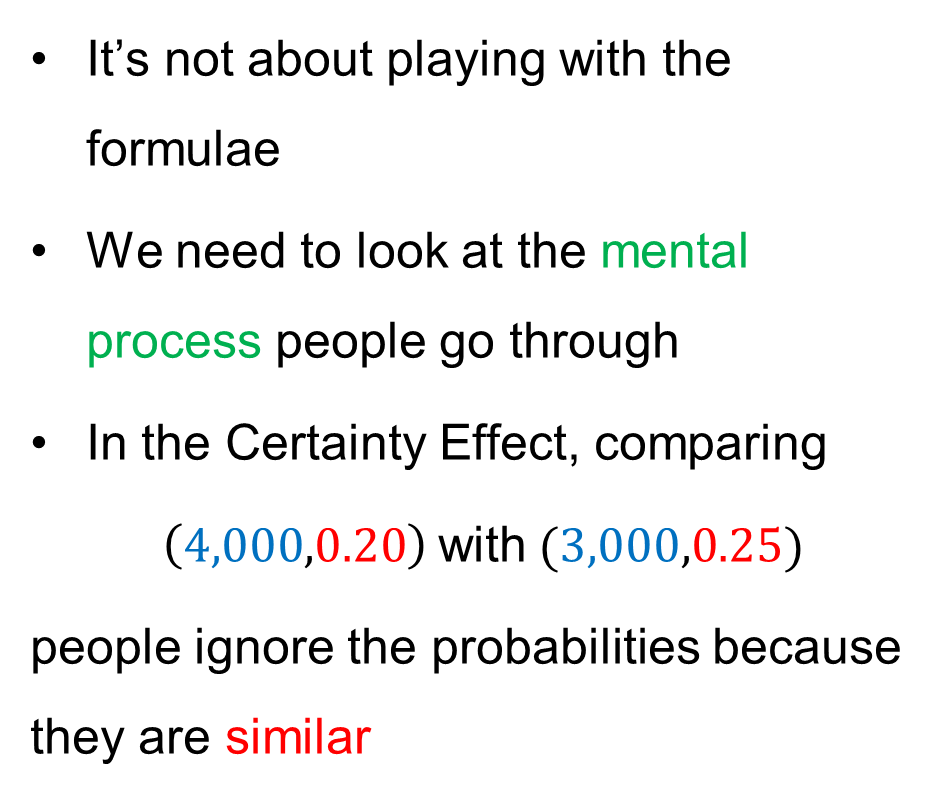 • It’s not about playing with the
formulae
• We need to look at the mental
process people go through
• In the Certainty Effect, comparing
(4,000,0.20) with (3,000,0.25)
people ignore the probabilities because
they are similar